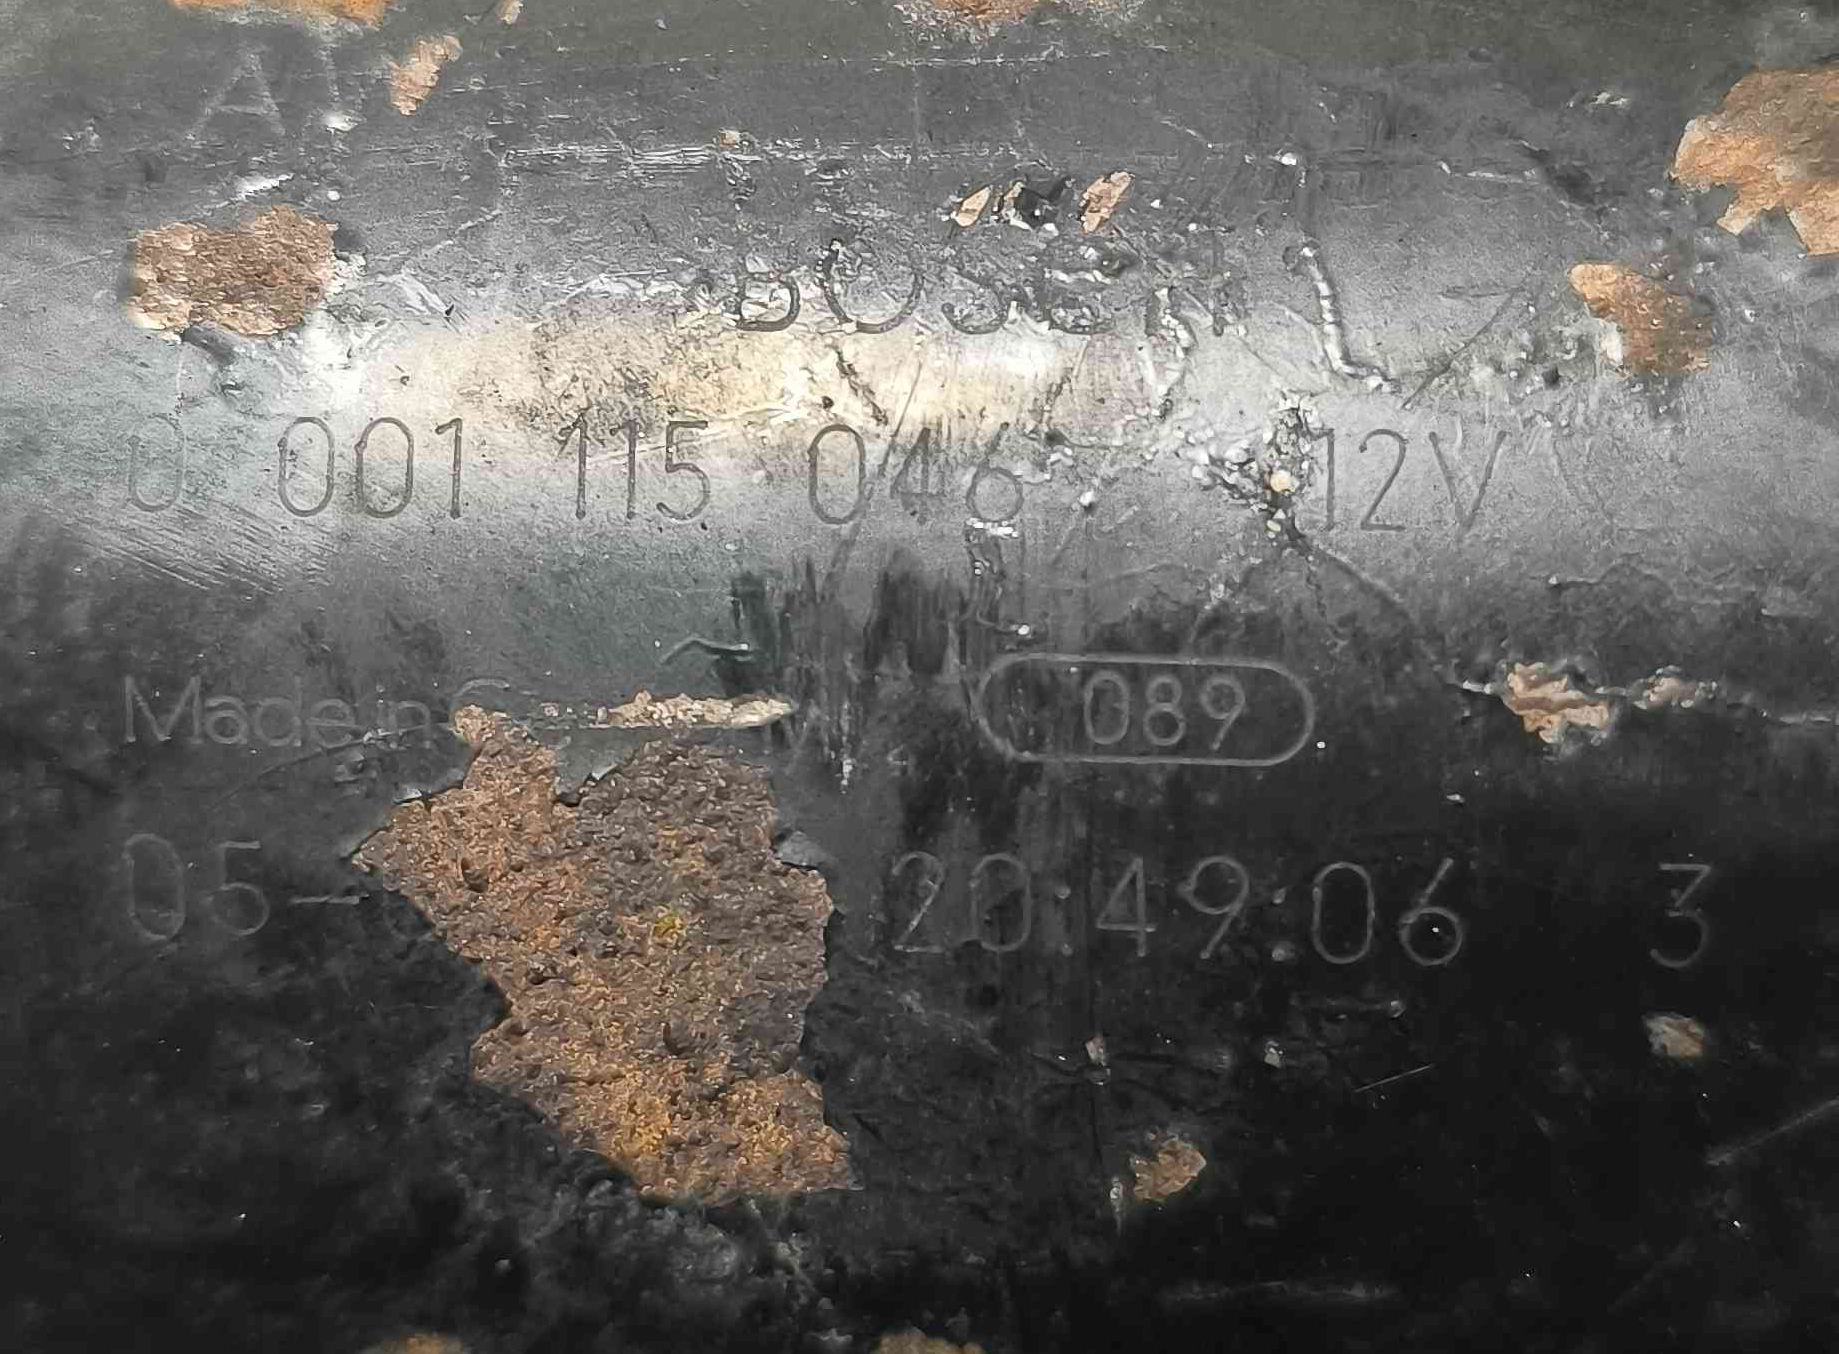 BOSCH
0 001 115 046 12V
Made in 089
05- 20:49:06 3